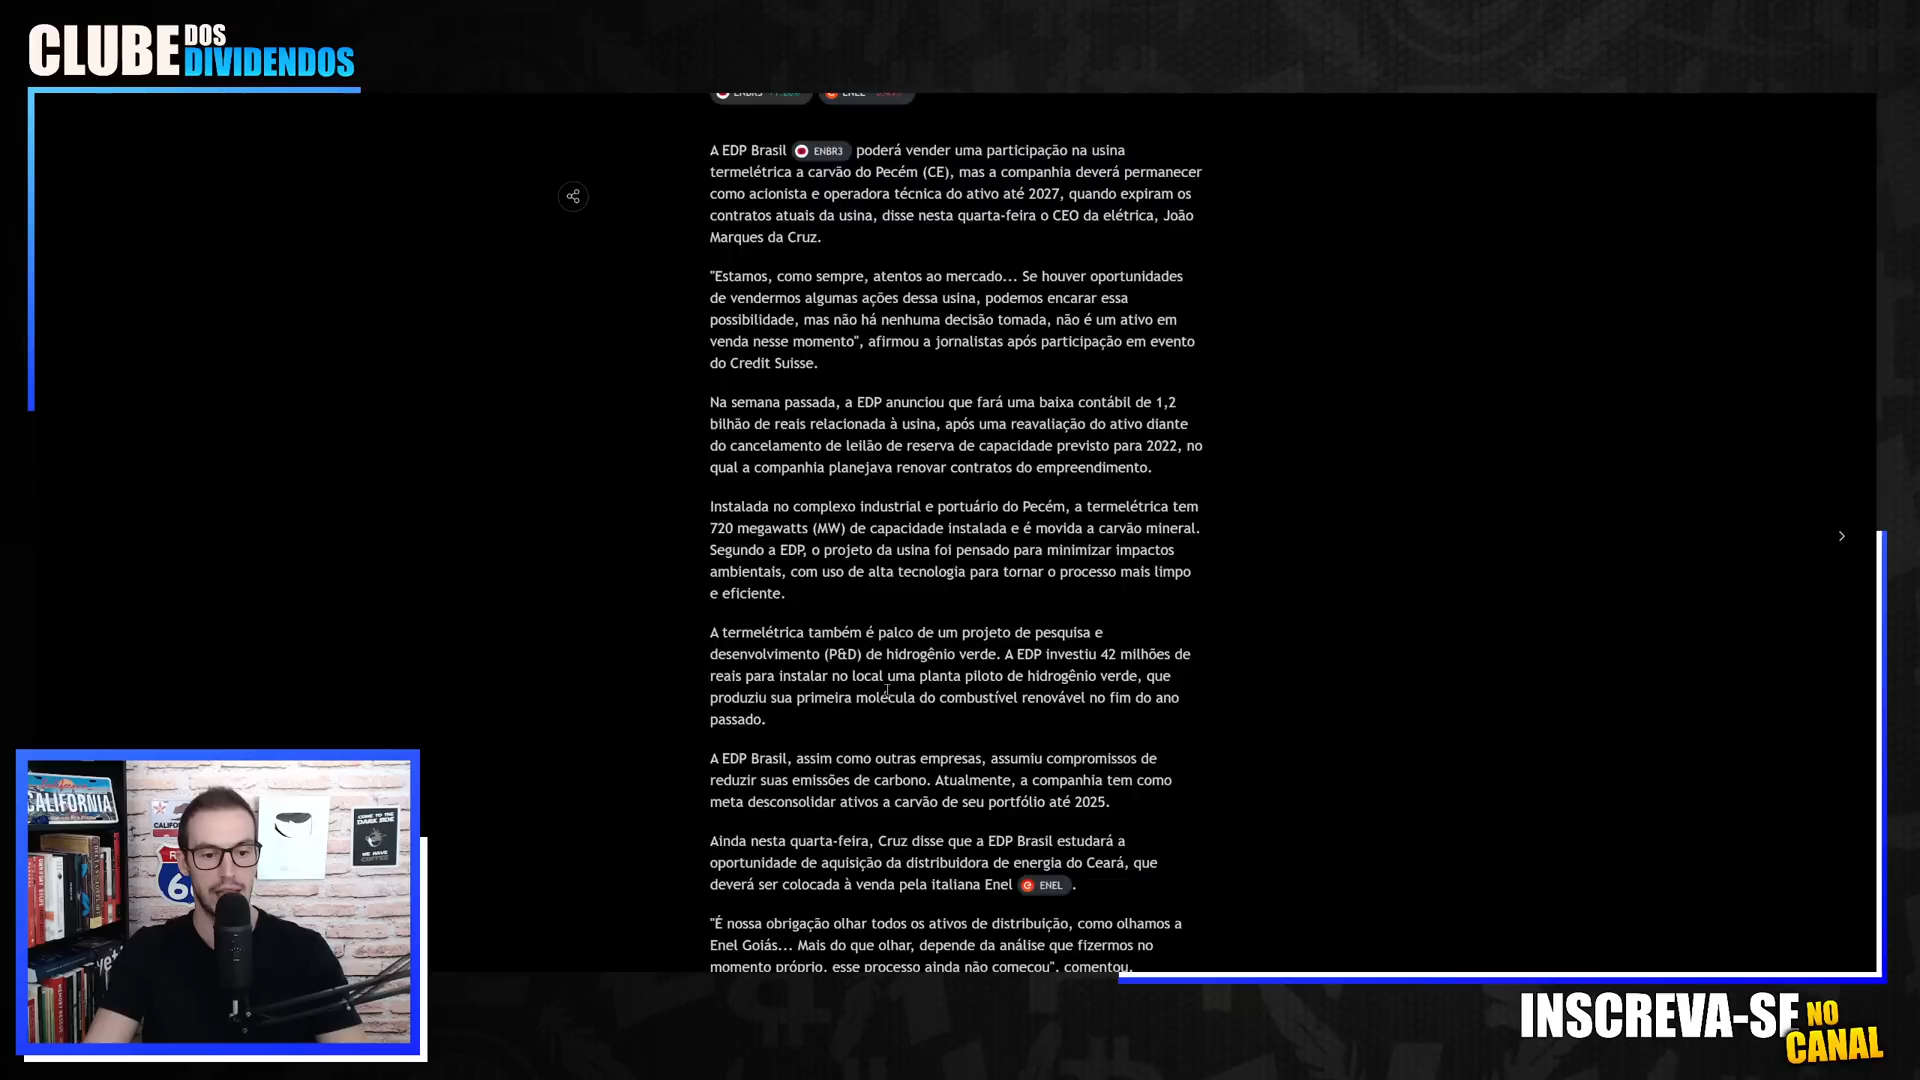 CLUBE DOS
DIVIDENDOS
ENBR3 +1.20%
ENEL
A EDP Brasil ENBR3 poderá vender uma participação na usina
termelétrica a carvão do Pecém (CE), mas a companhia deverá permanecer
como acionista e operadora técnica do ativo até 2027, quando expiram os
contratos atuais da usina, disse nesta quarta-feira o CEO da elétrica, João
Marques da Cruz.
"Estamos, como sempre, atentos ao mercado... Se houver oportunidades
de vendermos algumas ações dessa usina, podemos encarar essa
possibilidade, mas não há nenhuma decisão tomada, não é um ativo em
venda nesse momento", afirmou a jornalistas após participação em evento
do Credit Suisse.
Na semana passada, a EDP anunciou que fará uma baixa contábil de 1,2
bilhão de reais relacionada à usina, após uma reavaliação do ativo diante
do cancelamento de leilão de reserva de capacidade previsto para 2022, no
qual a companhia planejava renovar contratos do empreendimento.
Instalada no complexo industrial e portuário do Pecém, a termelétrica tem
720 megawatts (MW) de capacidade instalada e é movida a carvão mineral.
Segundo a EDP, o projeto da usina foi pensado para minimizar impactos
ambientais, com uso de alta tecnologia para tornar o processo mais limpo
e eficiente.
A termelétrica também é palco de um projeto de pesquisa e
desenvolvimento (P&D) de hidrogênio verde. A EDP investiu 42 milhões de
reais para instalar no local uma planta piloto de hidrogênio verde, que
produziu sua primeira molécula do combustível renovável no fim do ano
passado.
A EDP Brasil, assim como outras empresas, assumiu compromissos de
reduzir suas emissões de carbono. Atualmente, a companhia tem como
meta desconsolidar ativos a carvão de seu portfólio até 2025.
Ainda nesta quarta-feira, Cruz disse que a EDP Brasil estudará a
oportunidade de aquisição da distribuidora de energia do Ceará, que
deverá ser colocada à venda pela italiana Enel ENEL .
"É nossa obrigação olhar todos os ativos de distribuição, como olhamos a
Enel Goiás... Mais do que olhar, depende da análise que fizermos no
momento próprio, esse processo ainda não começou", comentou.
CALIFORNIA
COME TO THE
DARK SIDE
WE HAVE
COFFEE
INSCREVA-SE NO
CANAL